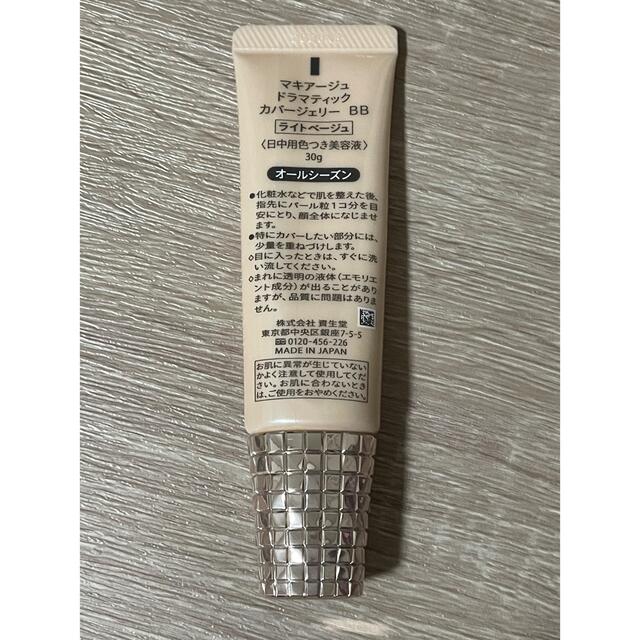 マキアージュ
ドラマティック
カバージェリー BB
ライトベージュ
〈日中用色つき美容液〉
30g
オールシーズン
●化粧水などで肌を整えた後、
指先にパール粒1コ分を目
安にとり、顔全体になじませ
ます。
●特にカバーしたい部分には、
少量を重ねづけします。
◇目に入ったときは、すぐに洗
い流してください。
◇まれに透明の液体（エモリエ
ント成分）が出ることがあり
ますが、品質に問題はありま
せん。
株式会社 資生堂
東京都中央区銀座7-5-5
0120-456-226
MADE IN JAPAN
お肌に異常が生じていない
かよく注意して使用してくだ
さい。お肌に合わないとき
は、ご使用をおやめください。